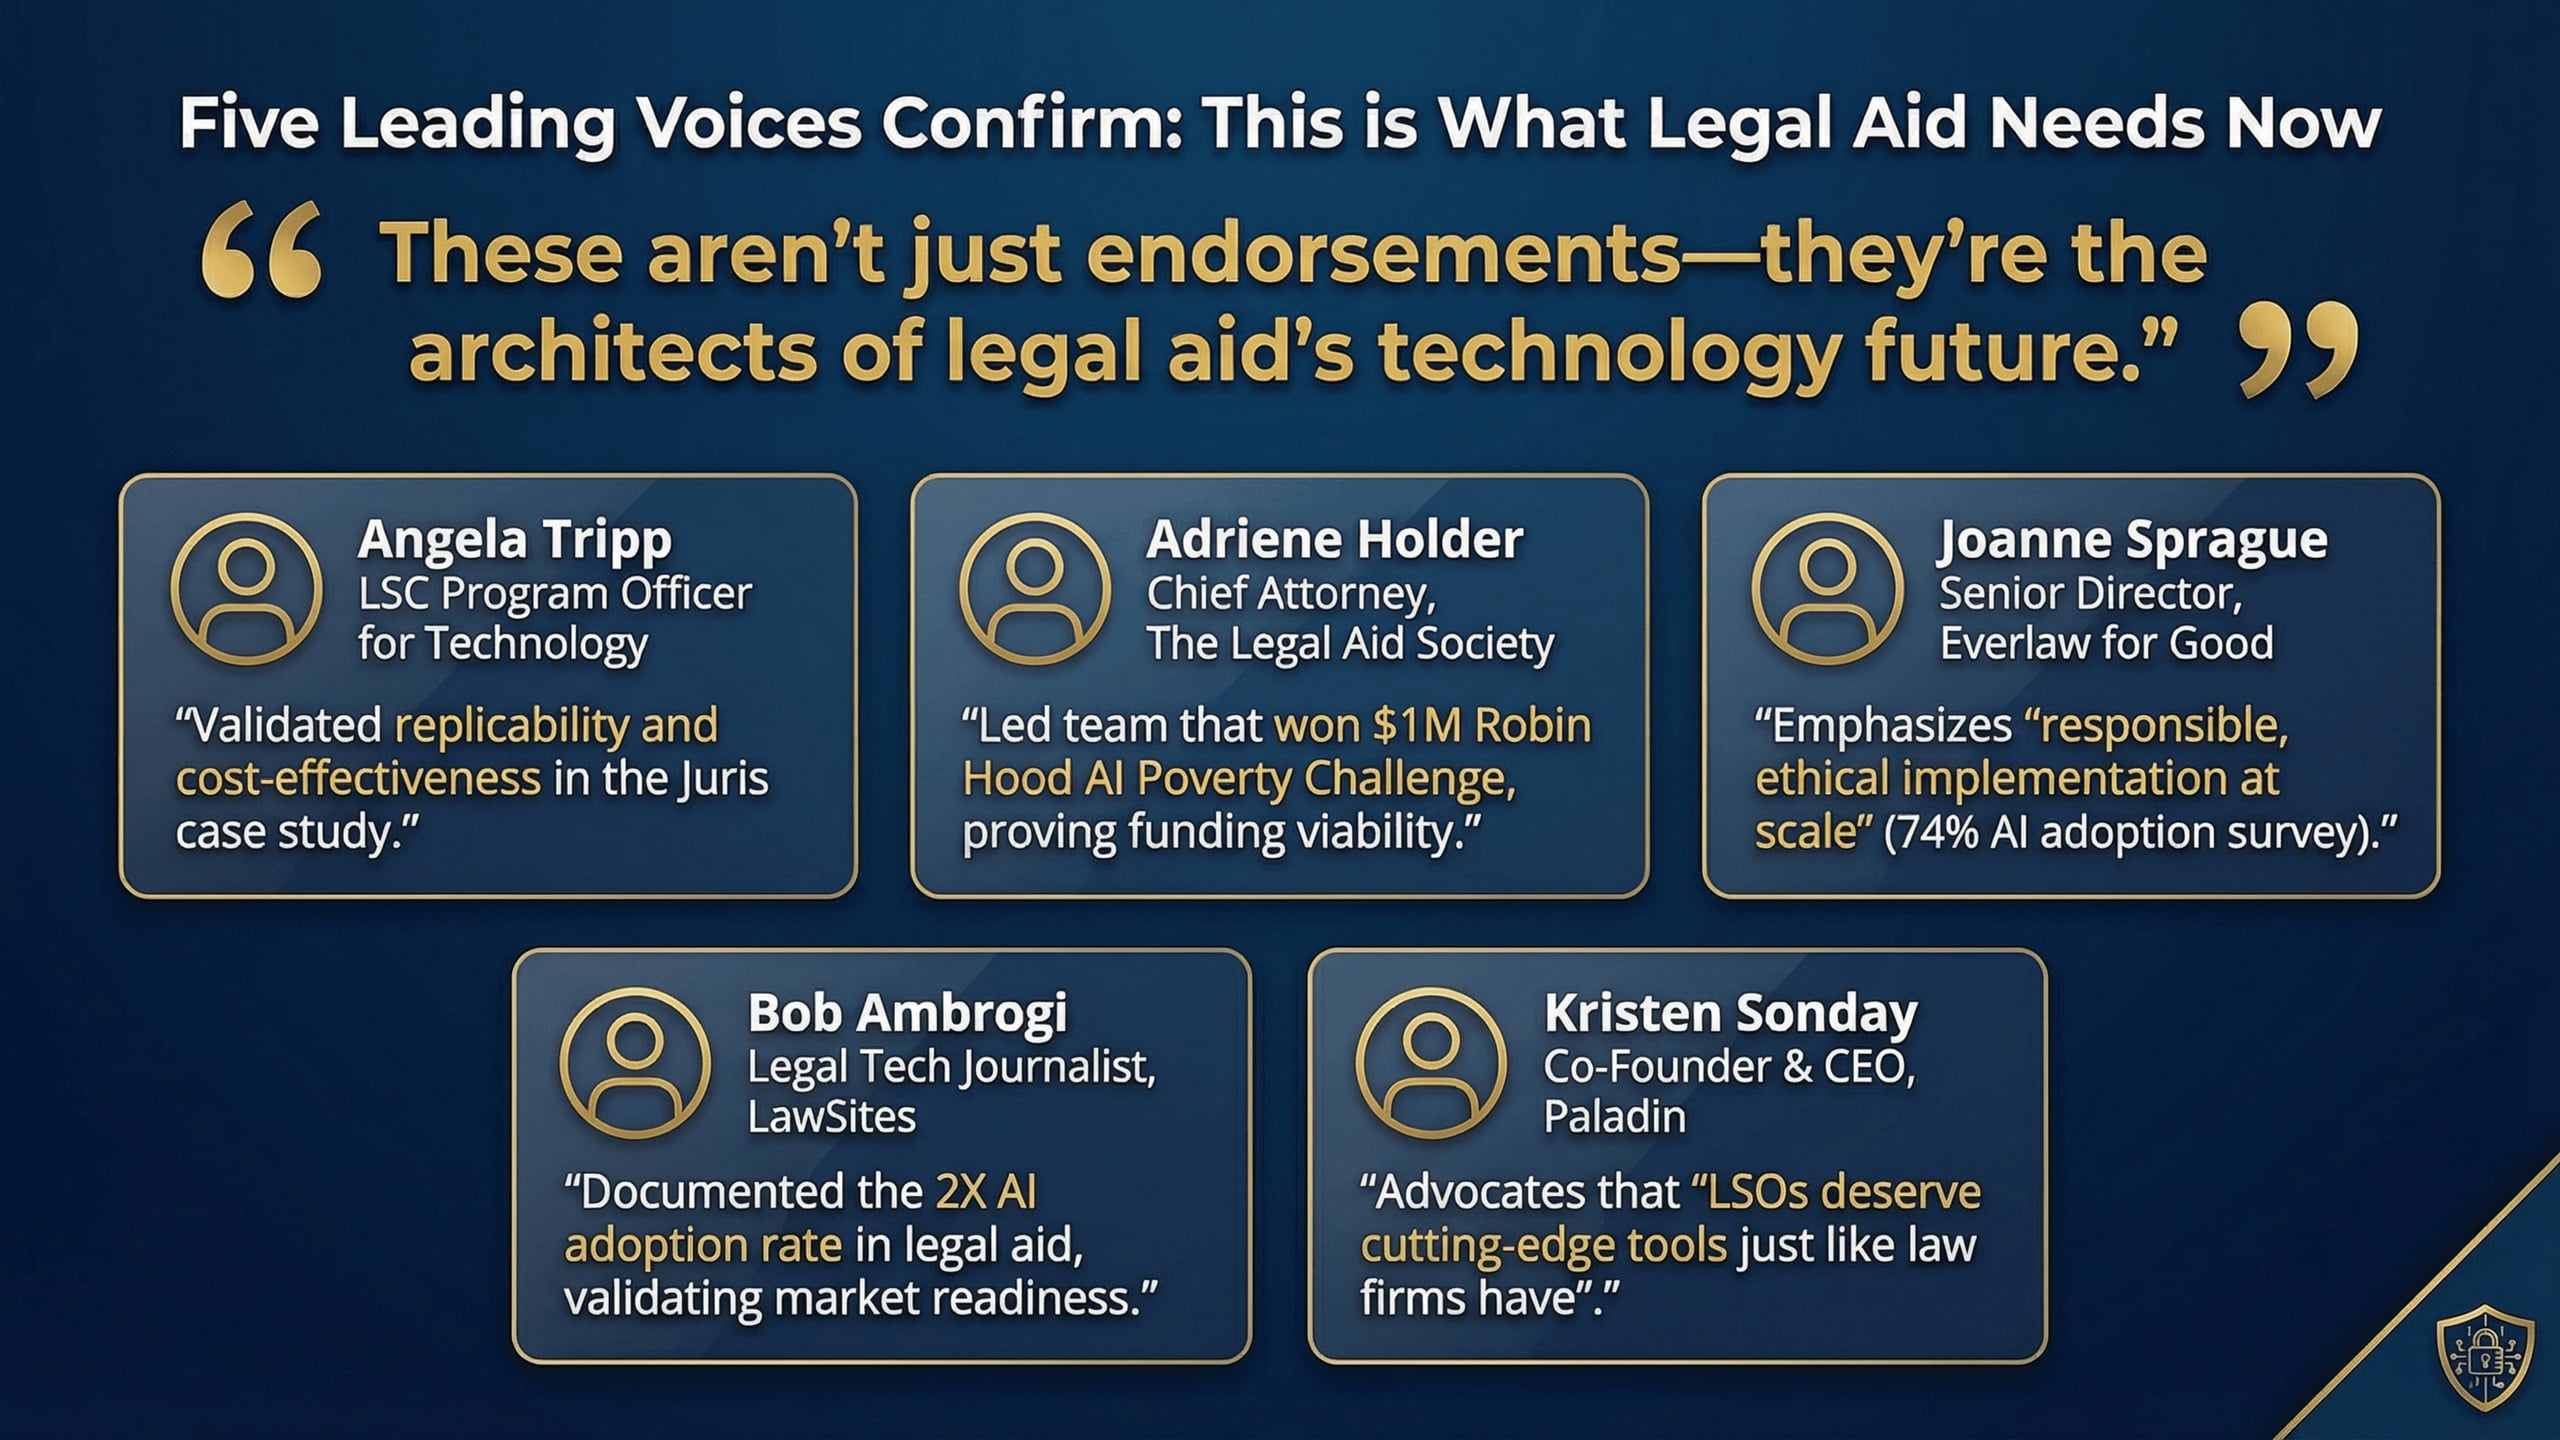 Five Leading Voices Confirm: This is What Legal Aid Needs Now
“These aren’t just endorsements—they’re the
architects of legal aid’s technology future.””
Angela Tripp
LSC Program Officer
for Technology
“Validated replicability and
cost-effectiveness in the Juris
case study.”
Adriene Holder
Chief Attorney,
The Legal Aid Society
“Led team that won $1M Robin
Hood AI Poverty Challenge,
proving funding viability.”
Joanne Sprague
Senior Director,
Everlaw for Good
“Emphasizes “responsible,
ethical implementation at
scale” (74% AI adoption survey).”
Bob Ambrogi
Legal Tech Journalist,
LawSites
“Documented the 2X AI
adoption rate in legal aid,
validating market readiness.”
Kristen Sonday
Co-Founder & CEO,
Paladin
“Advocates that “LSOs deserve
cutting-edge tools just like law
firms have”.”